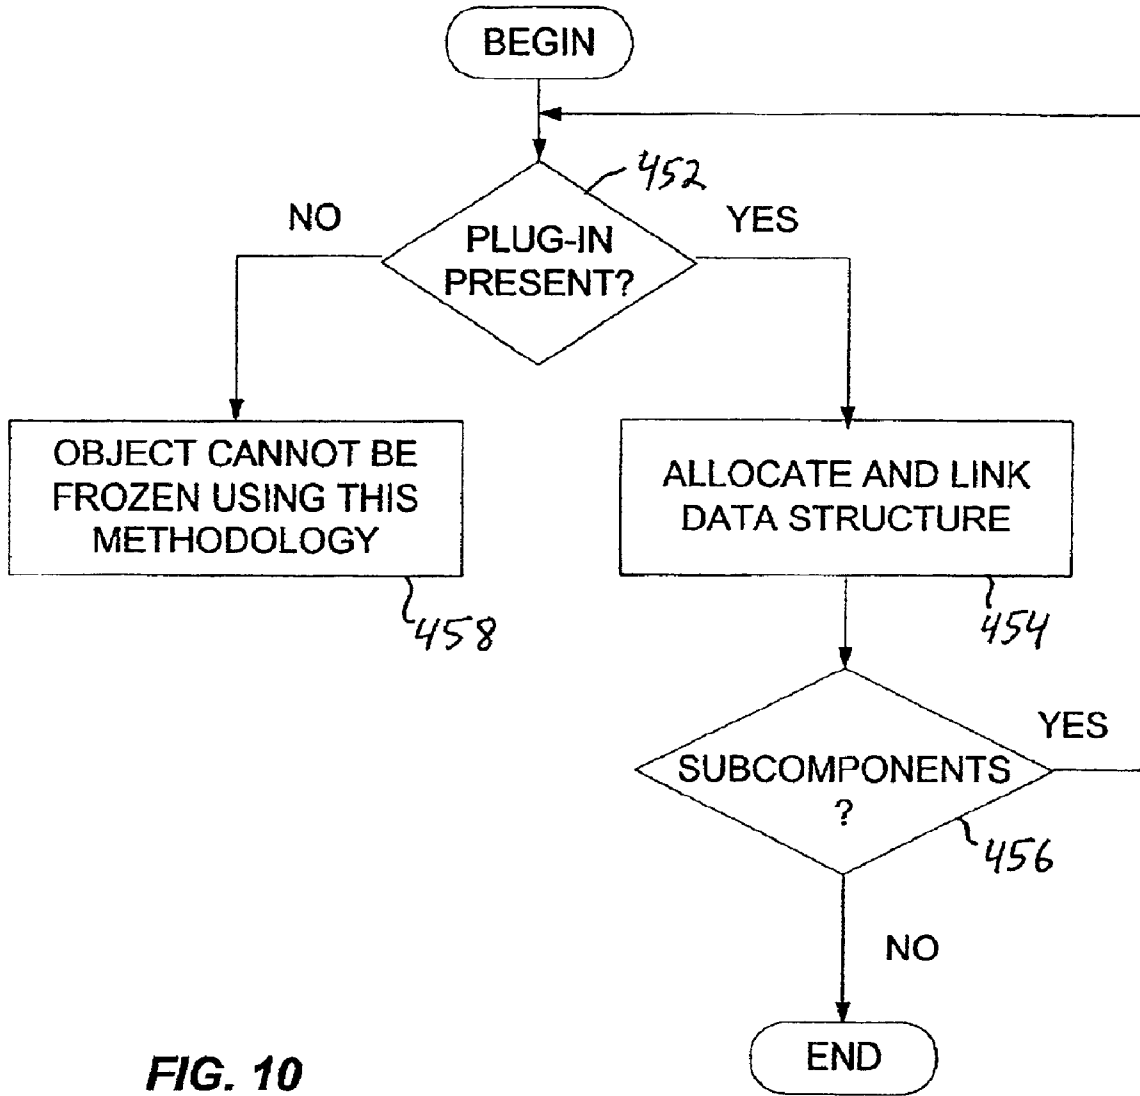 BEGIN
452
NO
YES
PLUG-IN
PRESENT?
OBJECT CANNOT BE
FROZEN USING THIS
METHODOLOGY
458
ALLOCATE AND LINK
DATA STRUCTURE
454
YES
SUBCOMPONENTS
?
456
NO
END
FIG. 10